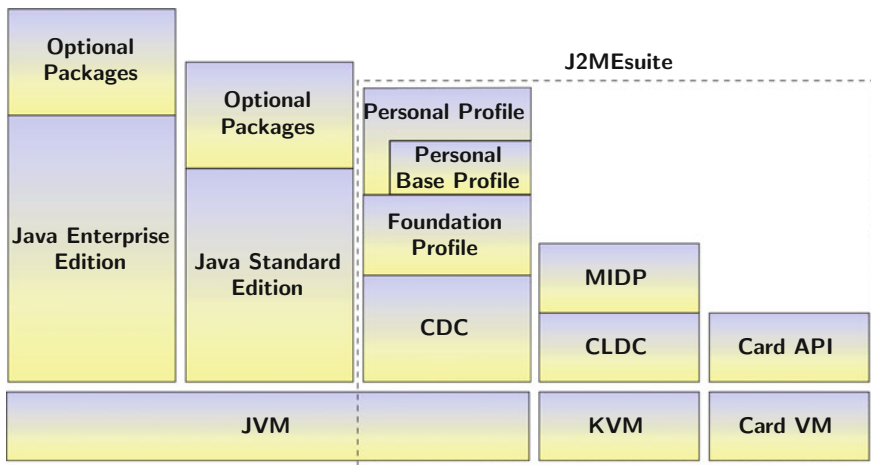 Optional
Packages
Java Enterprise
Edition
Optional
Packages
Java Standard
Edition
J2MEsuite
Personal Profile
Personal
Base Profile
Foundation
Profile
CDC
MIDP
CLDC
Card API
JVM
KVM
Card VM